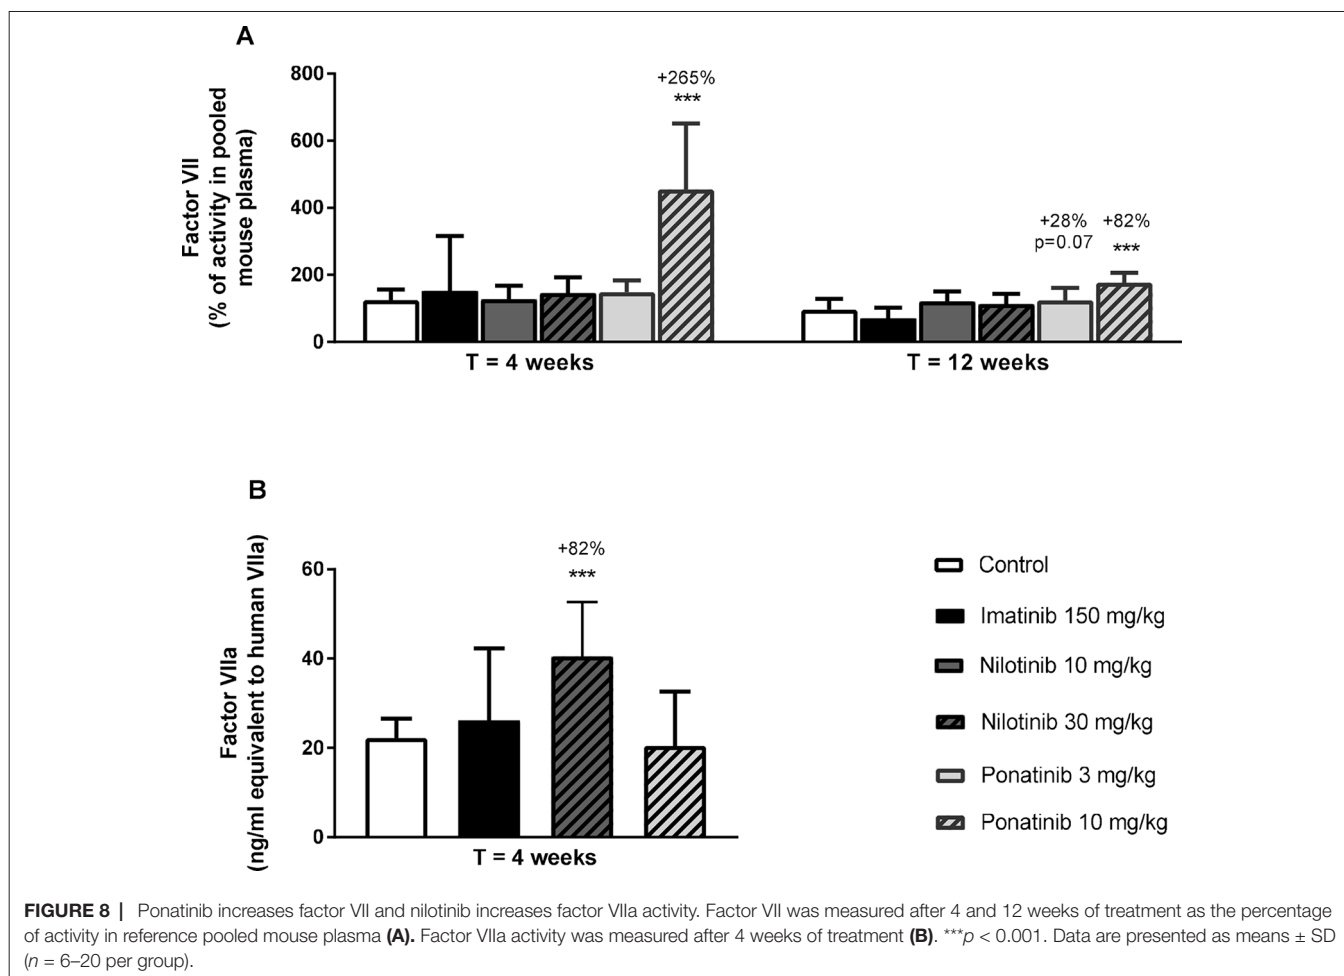 A
Factor VII
(% of activity in pooled
mouse plasma)
800
600
400
200
0
+265%
***
+28%
p=0.07
+82%
***
T = 4 weeks
T = 12 weeks
B
Factor VIIa
(ng/ml equivalent to human VIIa)
60
40
20
0
+82%
***
T = 4 weeks
Control
Imatinib 150 mg/kg
Nilotinib 10 mg/kg
Nilotinib 30 mg/kg
Ponatinib 3 mg/kg
Ponatinib 10 mg/kg
FIGURE 8 | Ponatinib increases factor VII and nilotinib increases factor VIIa activity. Factor VII was measured after 4 and 12 weeks of treatment as the percentage
of activity in reference pooled mouse plasma (A). Factor VIIa activity was measured after 4 weeks of treatment (B). ***p < 0.001. Data are presented as means ± SD
(n = 6–20 per group).